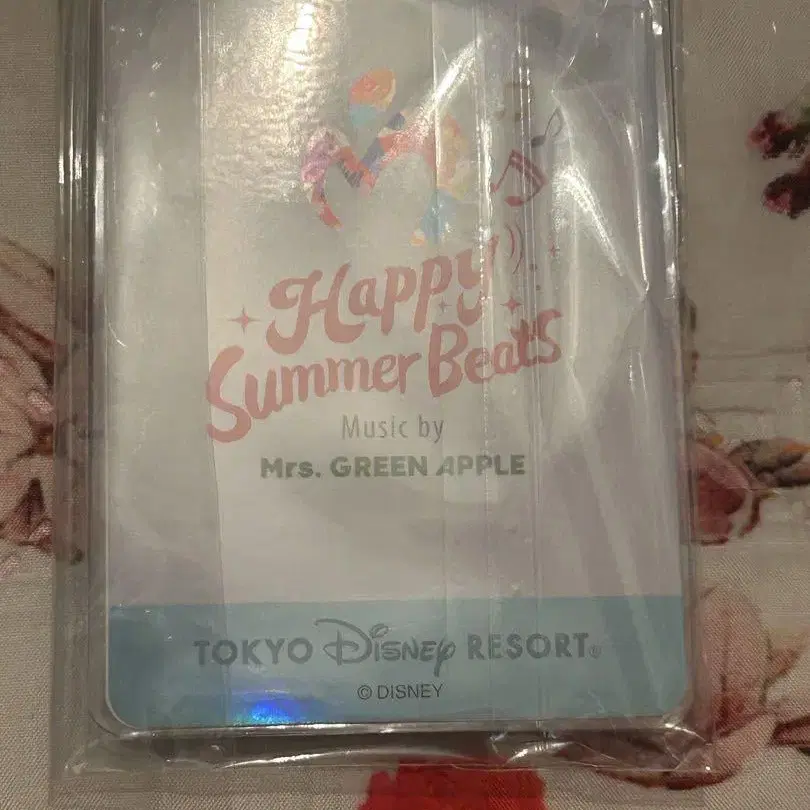 Happy
Summer Beats
Music by
Mrs. GREEN APPLE
TOKYO Disney RESORT®
© DISNEY